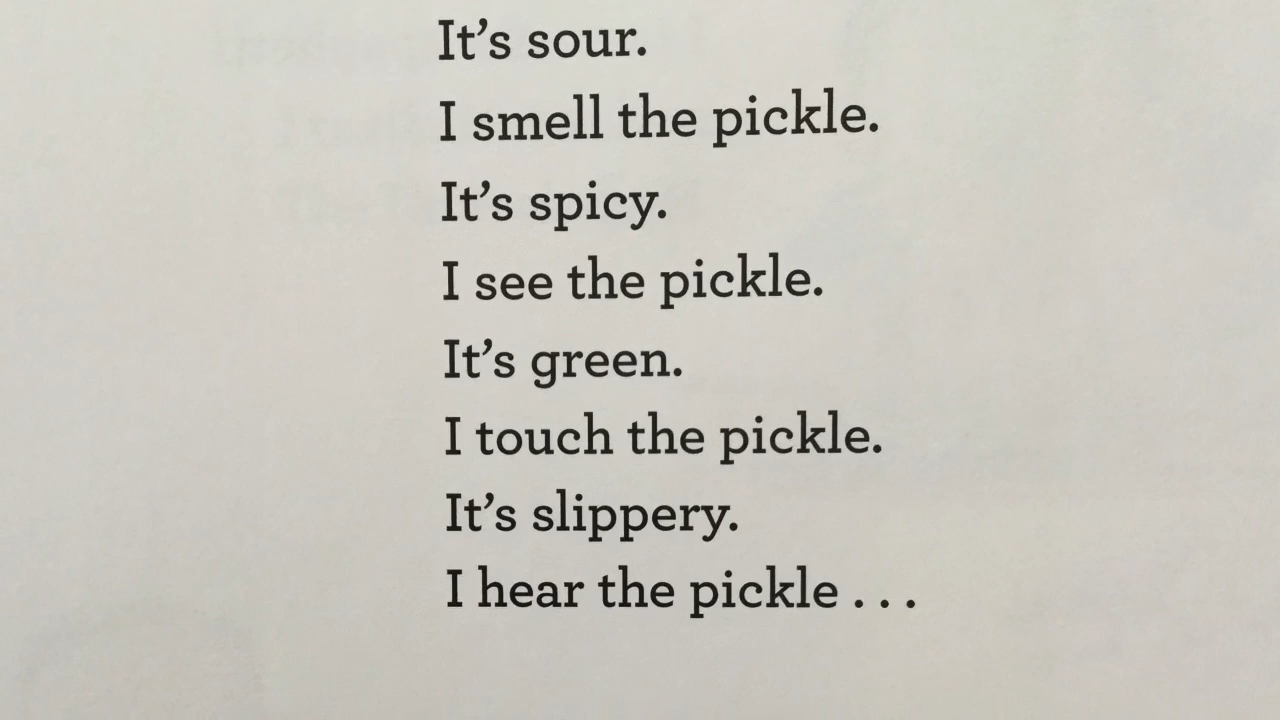 It’s sour.
I smell the pickle.
It’s spicy.
I see the pickle.
It’s green.
I touch the pickle.
It’s slippery.
I hear the pickle . . .